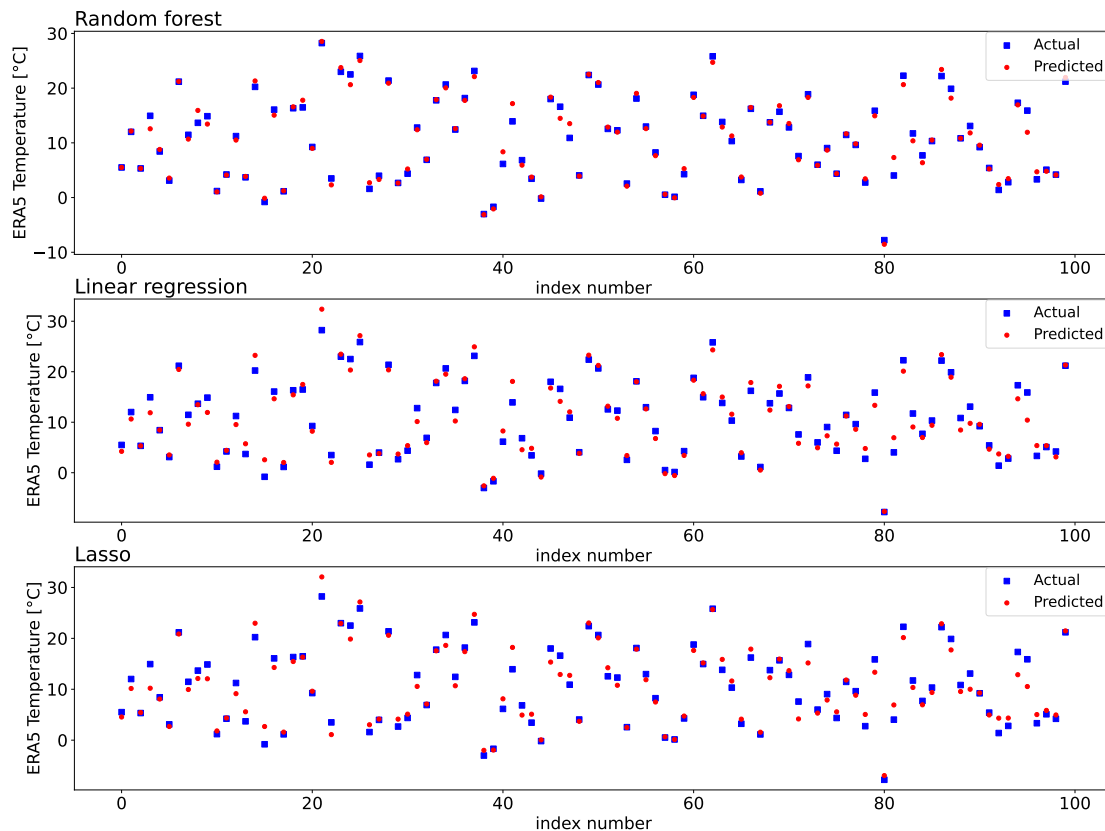 Random forest
ERA5 Temperature [°C]
30
20
10
0
−10
Actual
Predicted
0 20 40 60 80 100
index number
Linear regression
ERA5 Temperature [°C]
30
20
10
0
Actual
Predicted
0 20 40 60 80 100
index number
Lasso
ERA5 Temperature [°C]
30
20
10
0
Actual
Predicted
0 20 40 60 80 100
index number